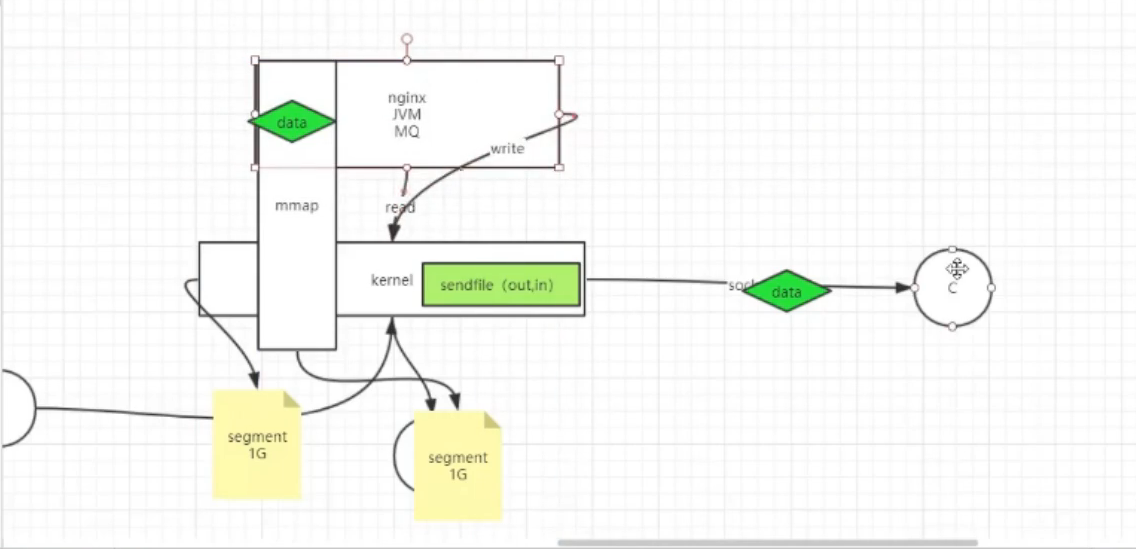 nginx
JVM
MQ
data
write
mmap
read
kernel
sendfile（out,in）
data
C
segment
1G
segment
1G